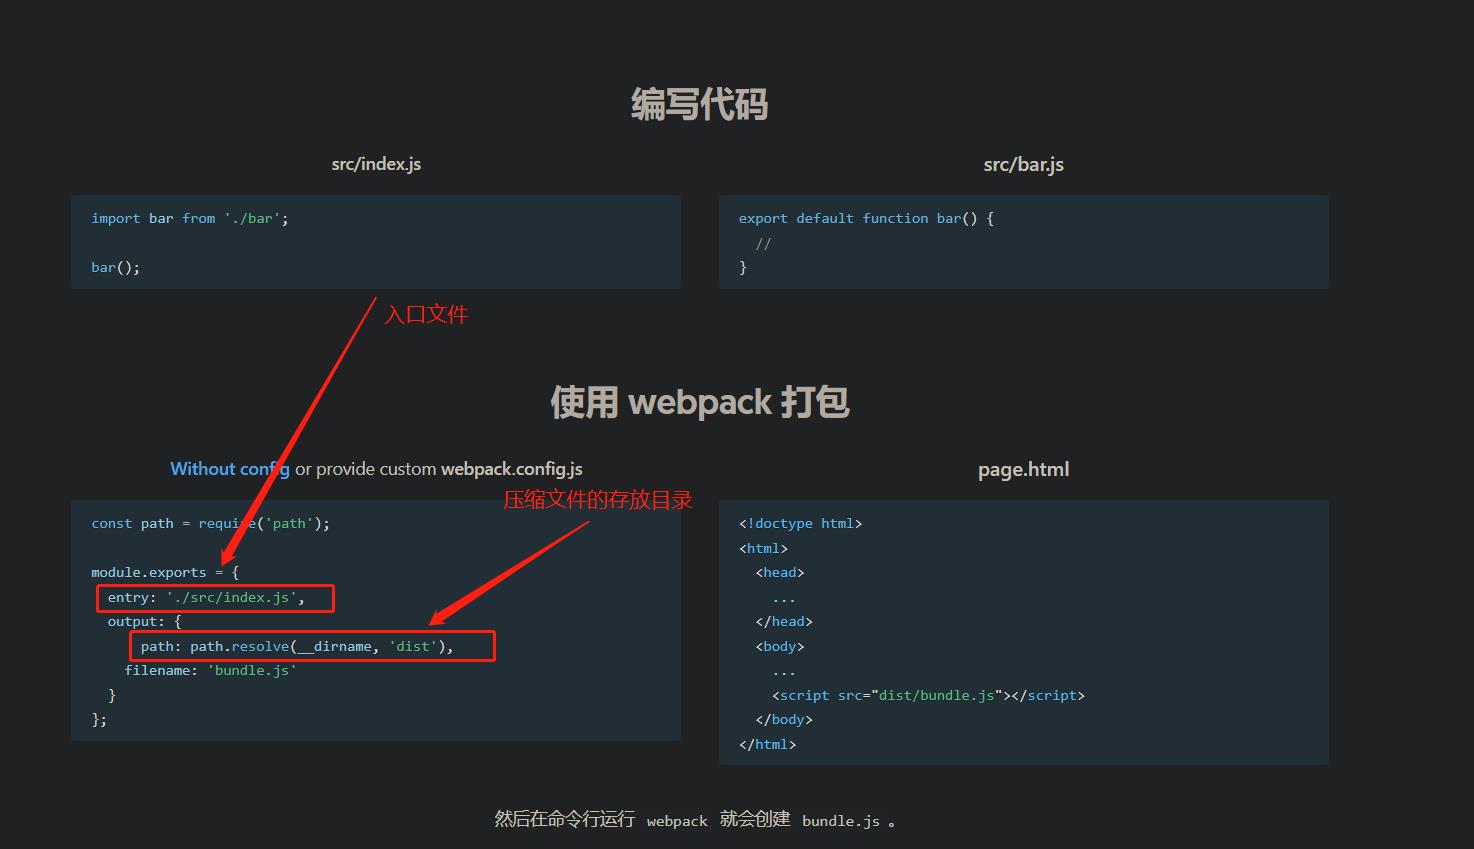 编写代码
src/index.js
import bar from './bar';
bar();
src/bar.js
export default function bar() {
  //
}
入口文件
使用 webpack 打包
Without config or provide custom webpack.config.js
压缩文件的存放目录
const path = require('path');
module.exports = {
  entry: './src/index.js',
  output: {
    path: path.resolve(__dirname, 'dist'),
    filename: 'bundle.js'
  }
};
page.html
<!doctype html>
<html>
  <head>
    ...
  </head>
  <body>
    ...
    <script src="dist/bundle.js"></script>
  </body>
</html>
然后在命令行运行 webpack 就会创建 bundle.js 。